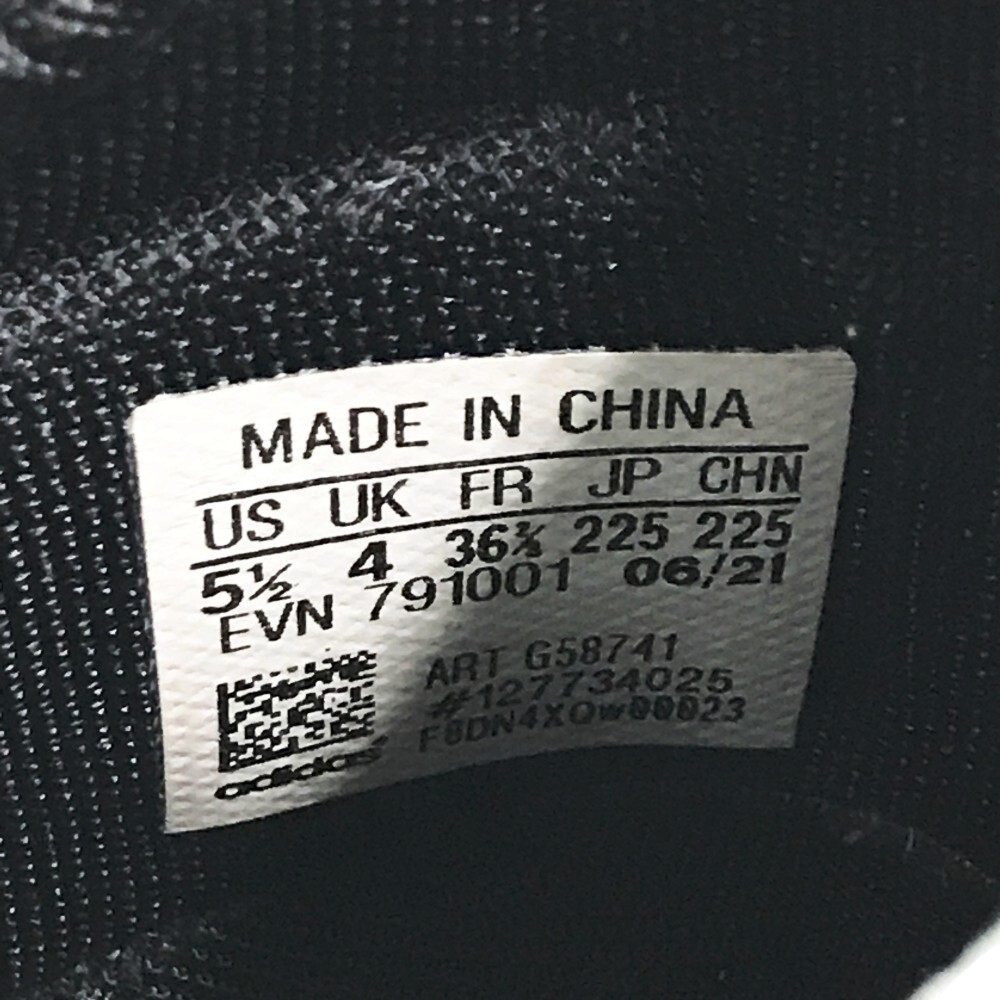 MADE IN CHINA
US UK FR JP CHN
5½ 4 36⅔ 225 225
EVN 791001 06/21
ART G58741
#127734025
F8DN4XQw00023
adidas